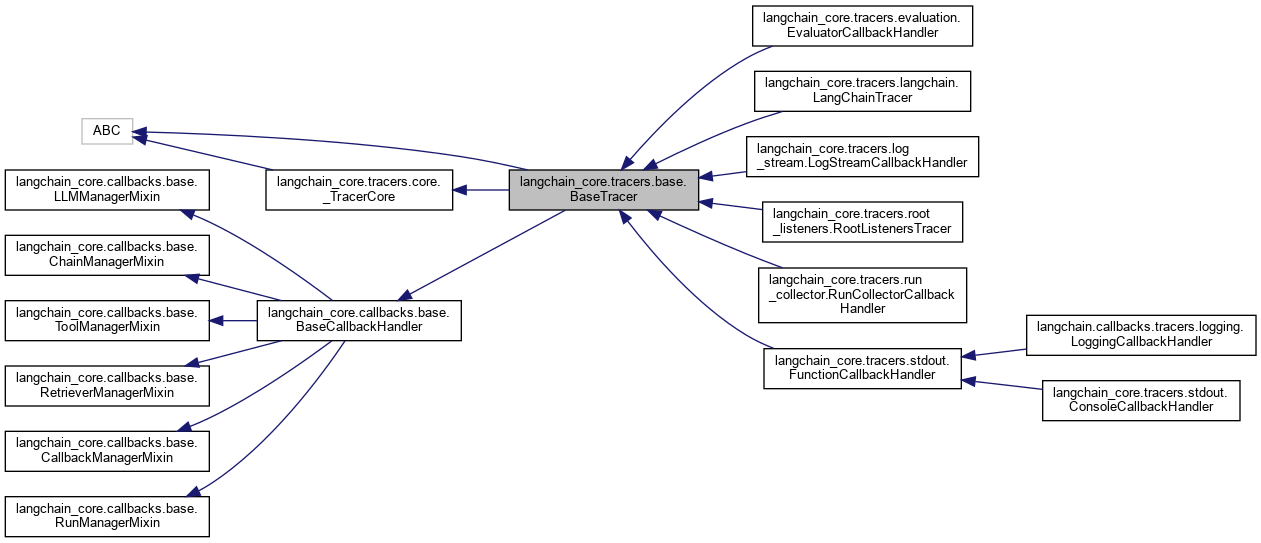 langchain_core.tracers.evaluation.
EvaluatorCallbackHandler
langchain_core.tracers.langchain.
LangChainTracer
ABC
langchain_core.tracers.log
_stream.LogStreamCallbackHandler
langchain_core.callbacks.base.
LLMManagerMixin
langchain_core.tracers.core.
_TracerCore
langchain_core.tracers.base.
BaseTracer
langchain_core.tracers.root
_listeners.RootListenersTracer
langchain_core.callbacks.base.
ChainManagerMixin
langchain_core.tracers.run
_collector.RunCollectorCallback
Handler
langchain_core.callbacks.base.
ToolManagerMixin
langchain_core.callbacks.base.
BaseCallbackHandler
langchain.callbacks.tracers.logging.
LoggingCallbackHandler
langchain_core.tracers.stdout.
FunctionCallbackHandler
langchain_core.callbacks.base.
RetrieverManagerMixin
langchain_core.tracers.stdout.
ConsoleCallbackHandler
langchain_core.callbacks.base.
CallbackManagerMixin
langchain_core.callbacks.base.
RunManagerMixin